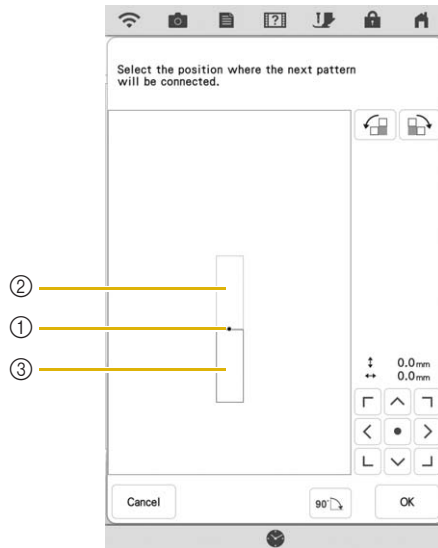 Select the position where the next pattern
will be connected.
②
①
③
0.0mm
0.0mm
Cancel
90°
OK